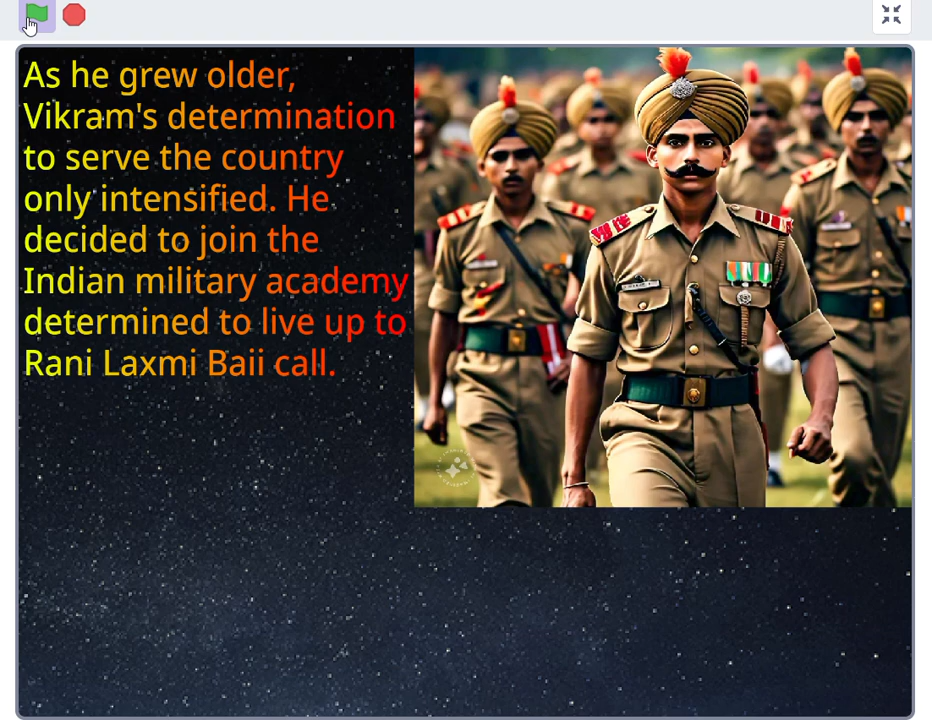 As he grew older,
Vikram's determination
to serve the country
only intensified. He
decided to join the
Indian military academy
determined to live up to
Rani Laxmi Baii call.